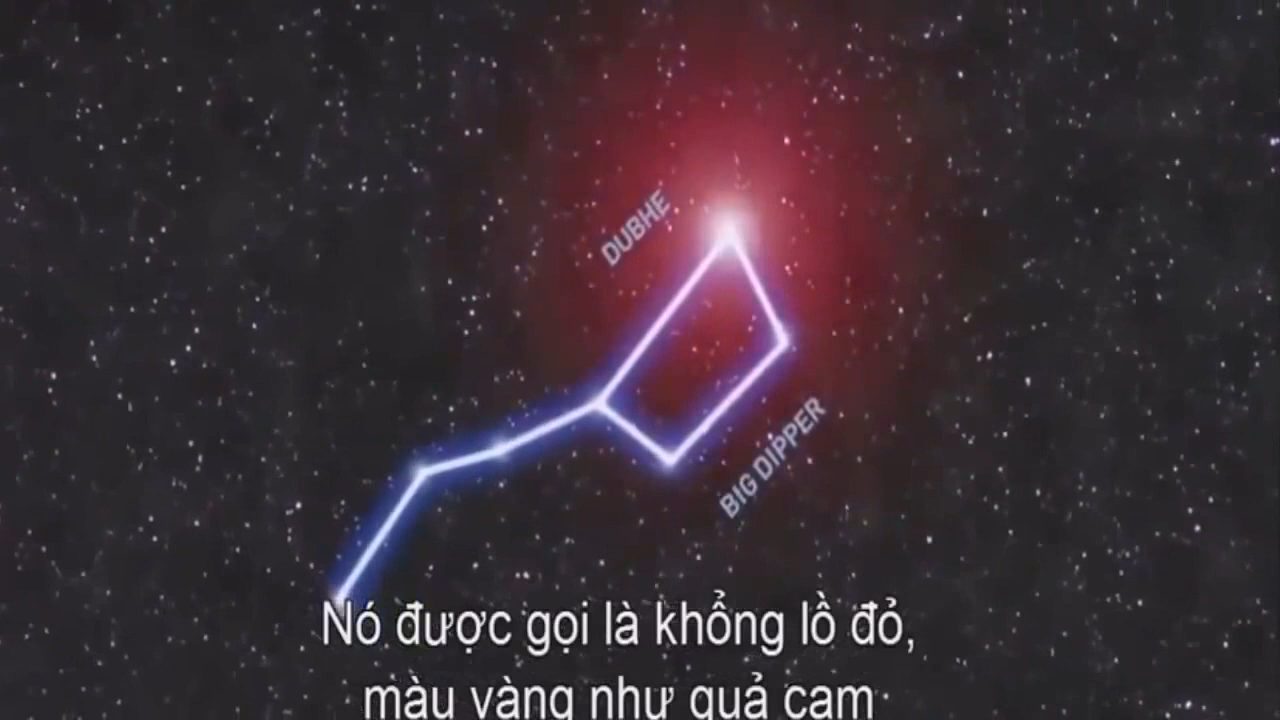 DUBHE
BIG DIPPER
Nó được gọi là khổng lồ đỏ,
màu vàng như quả cam